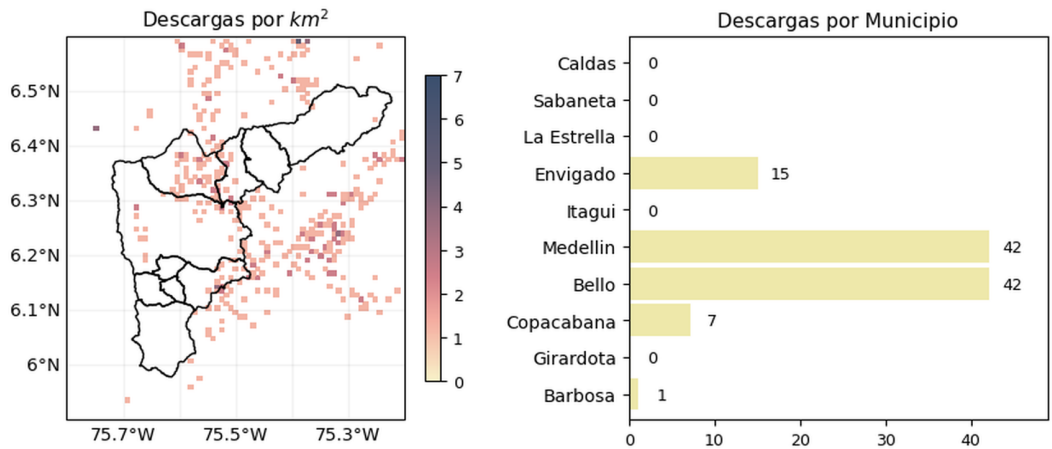 Descargas por km²
6.5°N
6.4°N
6.3°N
6.2°N
6.1°N
6°N
75.7°W
75.5°W
75.3°W
7
6
5
4
3
2
1
0
Descargas por Municipio
Caldas 0
Sabaneta 0
La Estrella 0
Envigado 15
Itagui 0
Medellin 42
Bello 42
Copacabana 7
Girardota 0
Barbosa 1
0 10 20 30 40